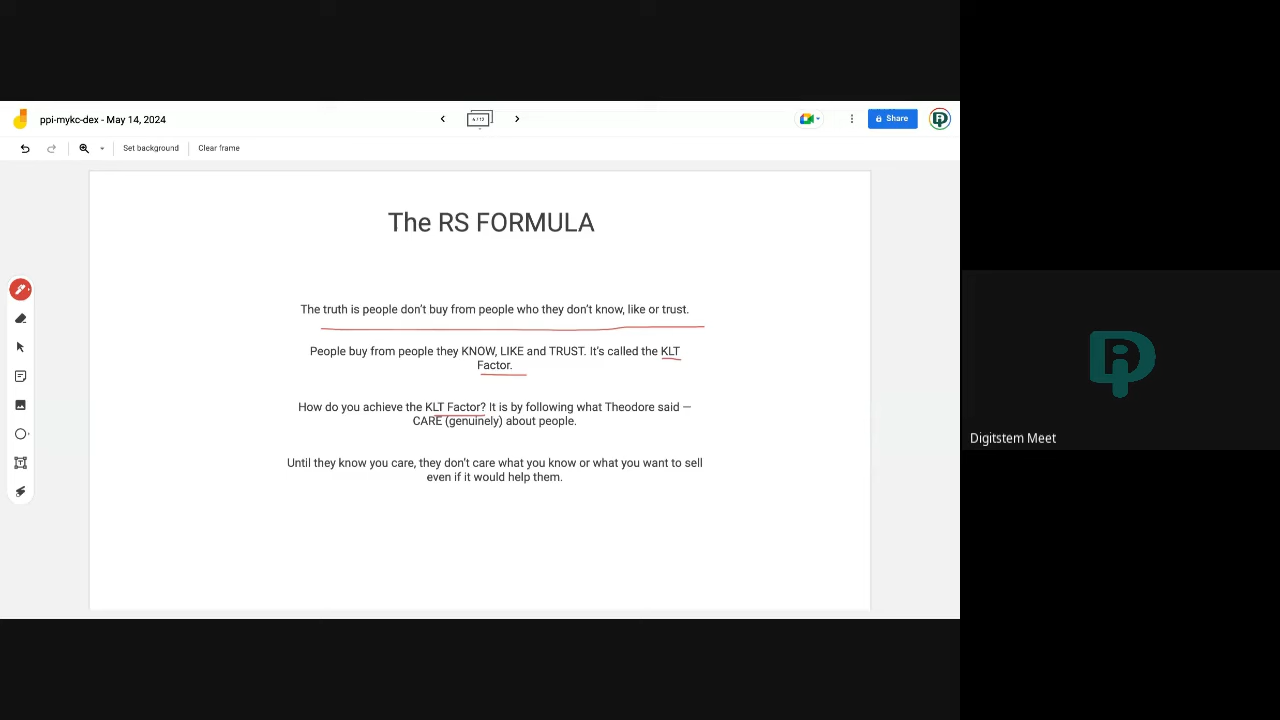 ppi-mykc-dex - May 14, 2024
4 / 12
Share
Set background
Clear frame
The RS FORMULA
The truth is people don't buy from people who they don't know, like or trust.
People buy from people they KNOW, LIKE and TRUST. It's called the KLT
Factor.
How do you achieve the KLT Factor? It is by following what Theodore said —
CARE (genuinely) about people.
Until they know you care, they don't care what you know or what you want to sell
even if it would help them.
Digitstem Meet